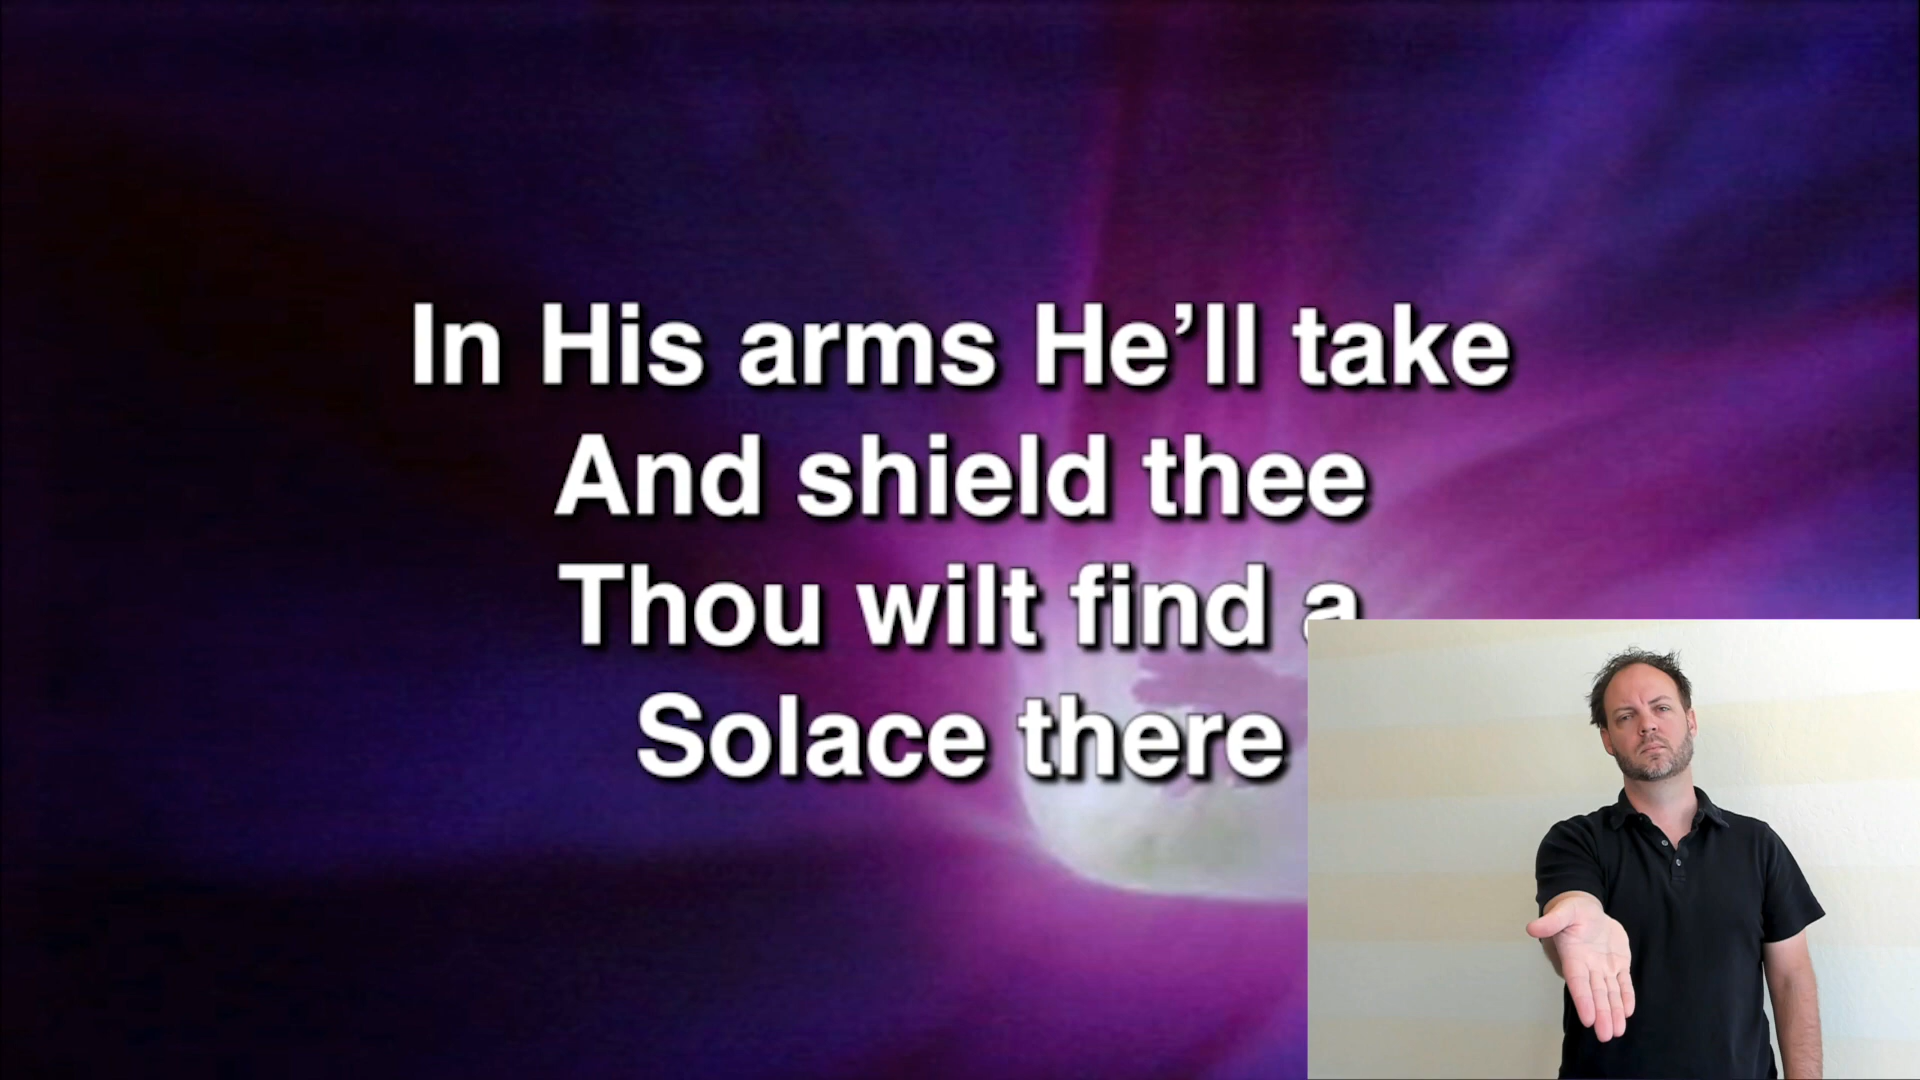 In His arms He’ll take
And shield thee
Thou wilt find a
Solace there